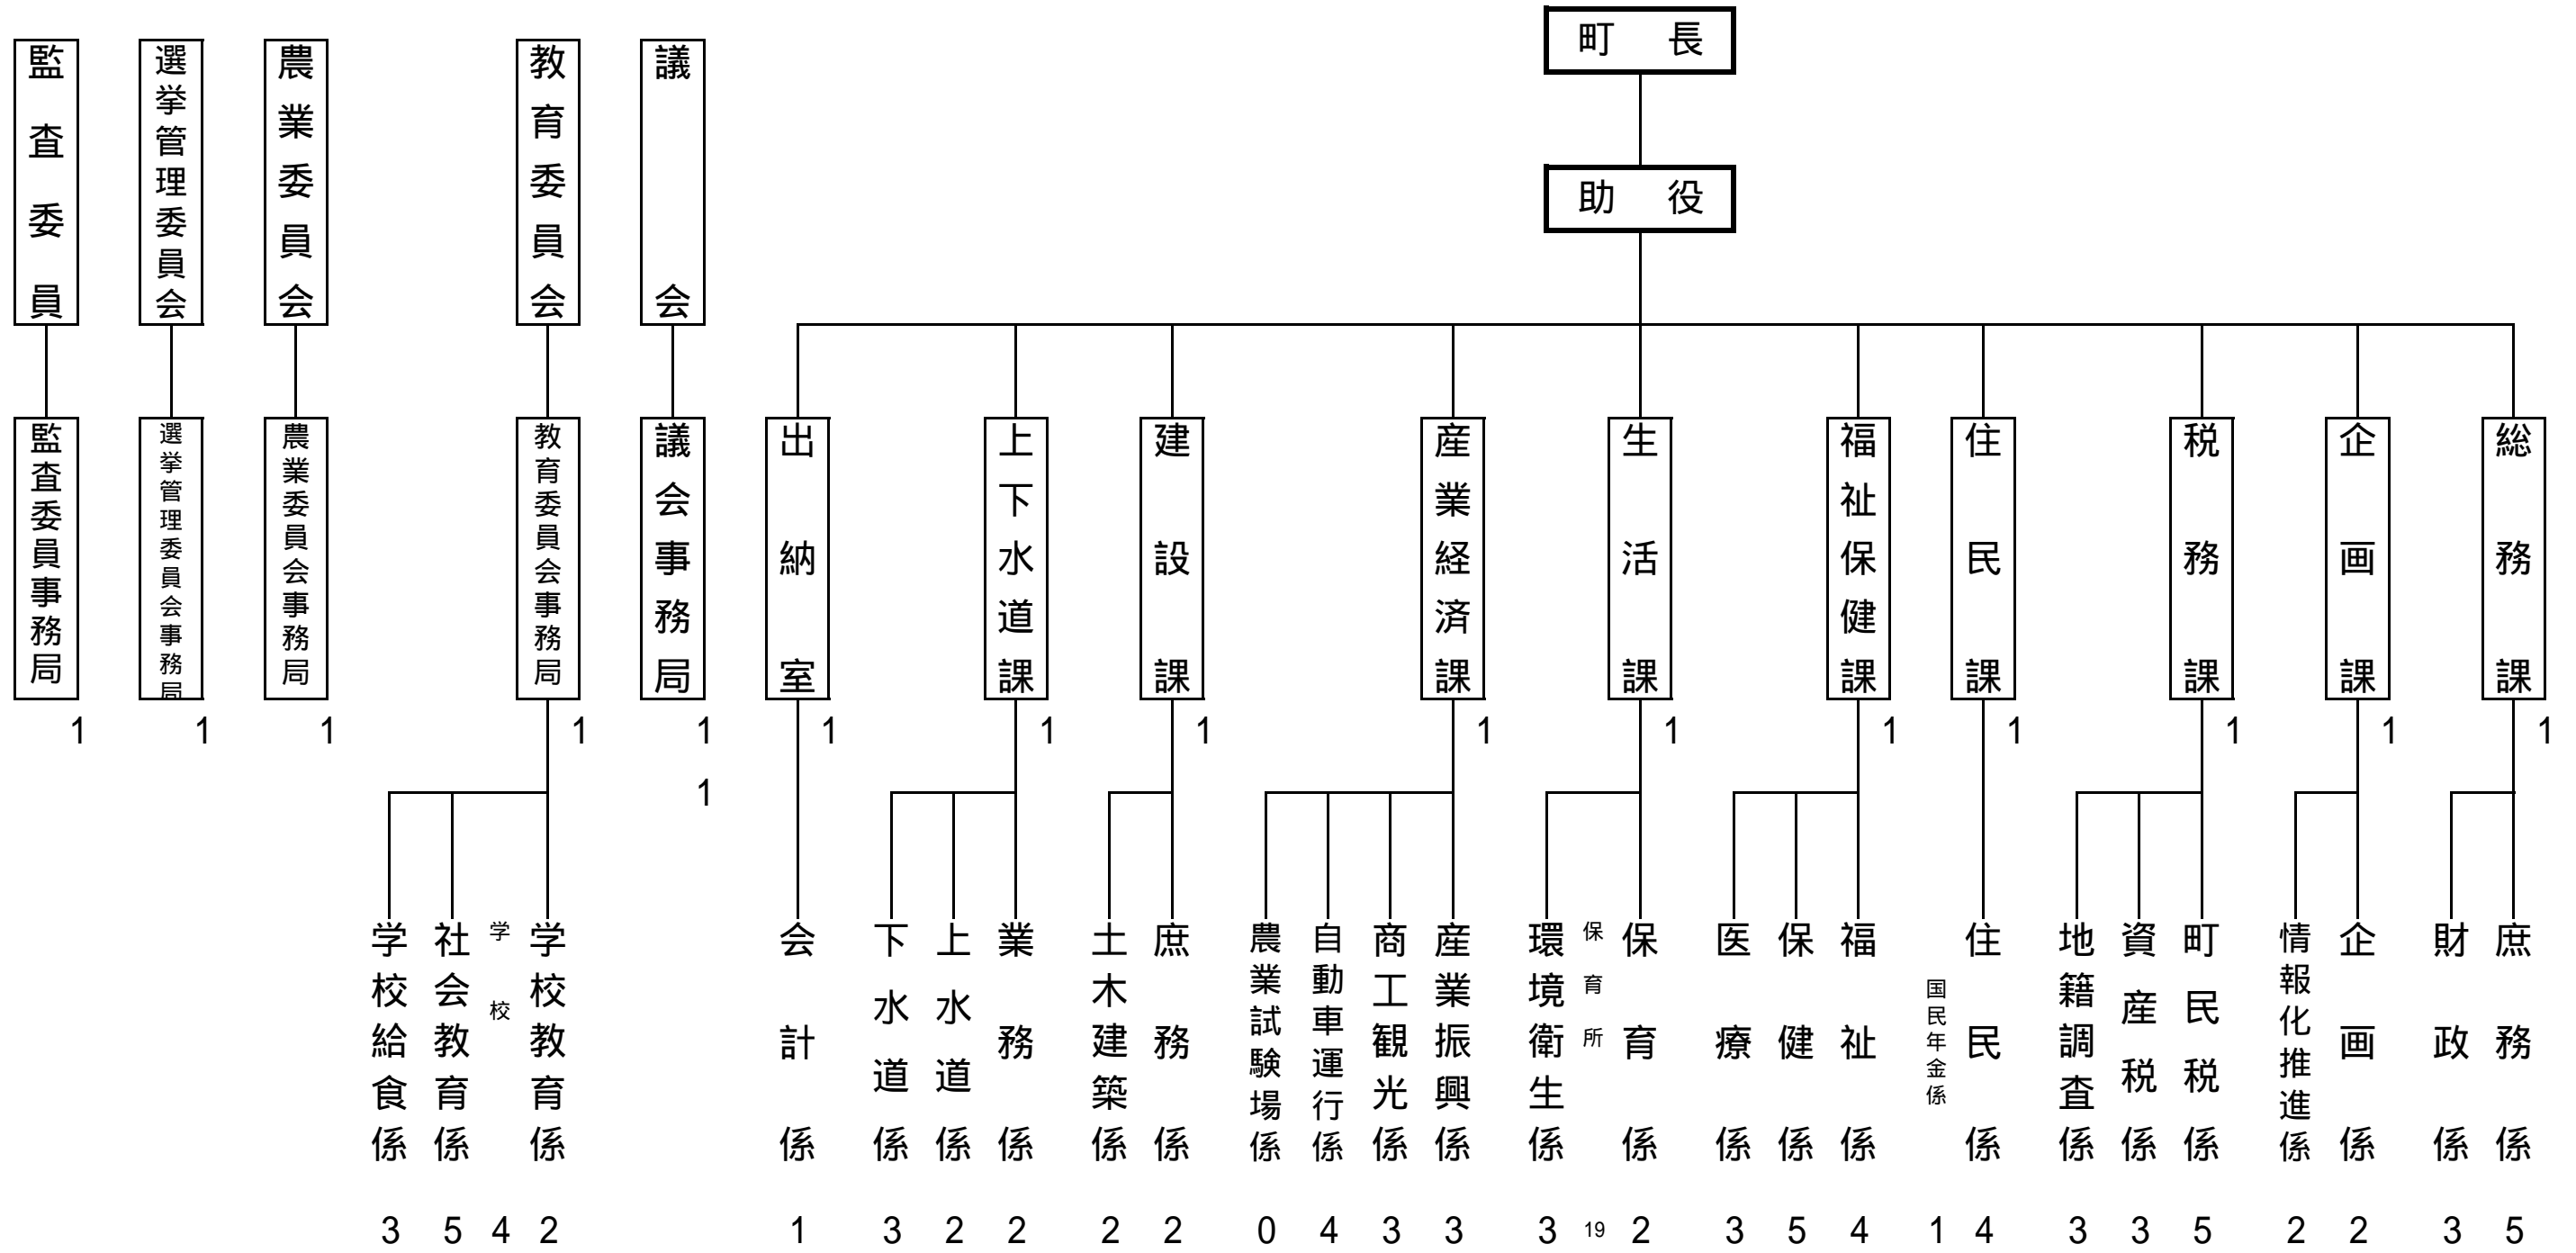 町長
助役
監査委員
選挙管理委員会
農業委員会
教育委員会
議会
監査委員事務局
選挙管理委員会事務局
農業委員会事務局
教育委員会事務局
議会事務局
出納室
上下水道課
建設課
産業経済課
生活課
福祉保健課
住民課
税務課
企画課
総務課
1 1 1 1 1 1 1 1 1 1 1 1 1 1 1
1
学校給食係
社会教育係
学校
学校教育係
会計係
下水道係
上水道係
業務係
土木建築係
庶務係
農業試験場係
自動車運行係
商工観光係
産業振興係
環境衛生係
保育所
保育係
医療係
保健係
福祉係
国民年金係
住民係
地籍調査係
資産税係
町民税係
情報化推進係
企画係
財政係
庶務係
3 5 4 2 1 3 2 2 2 2 0 4 3 3 3 19 2 3 5 4 1 4 3 3 5 2 2 3 5